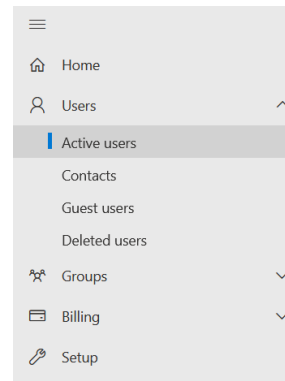 Home
Users
Active users
Contacts
Guest users
Deleted users
Groups
Billing
Setup